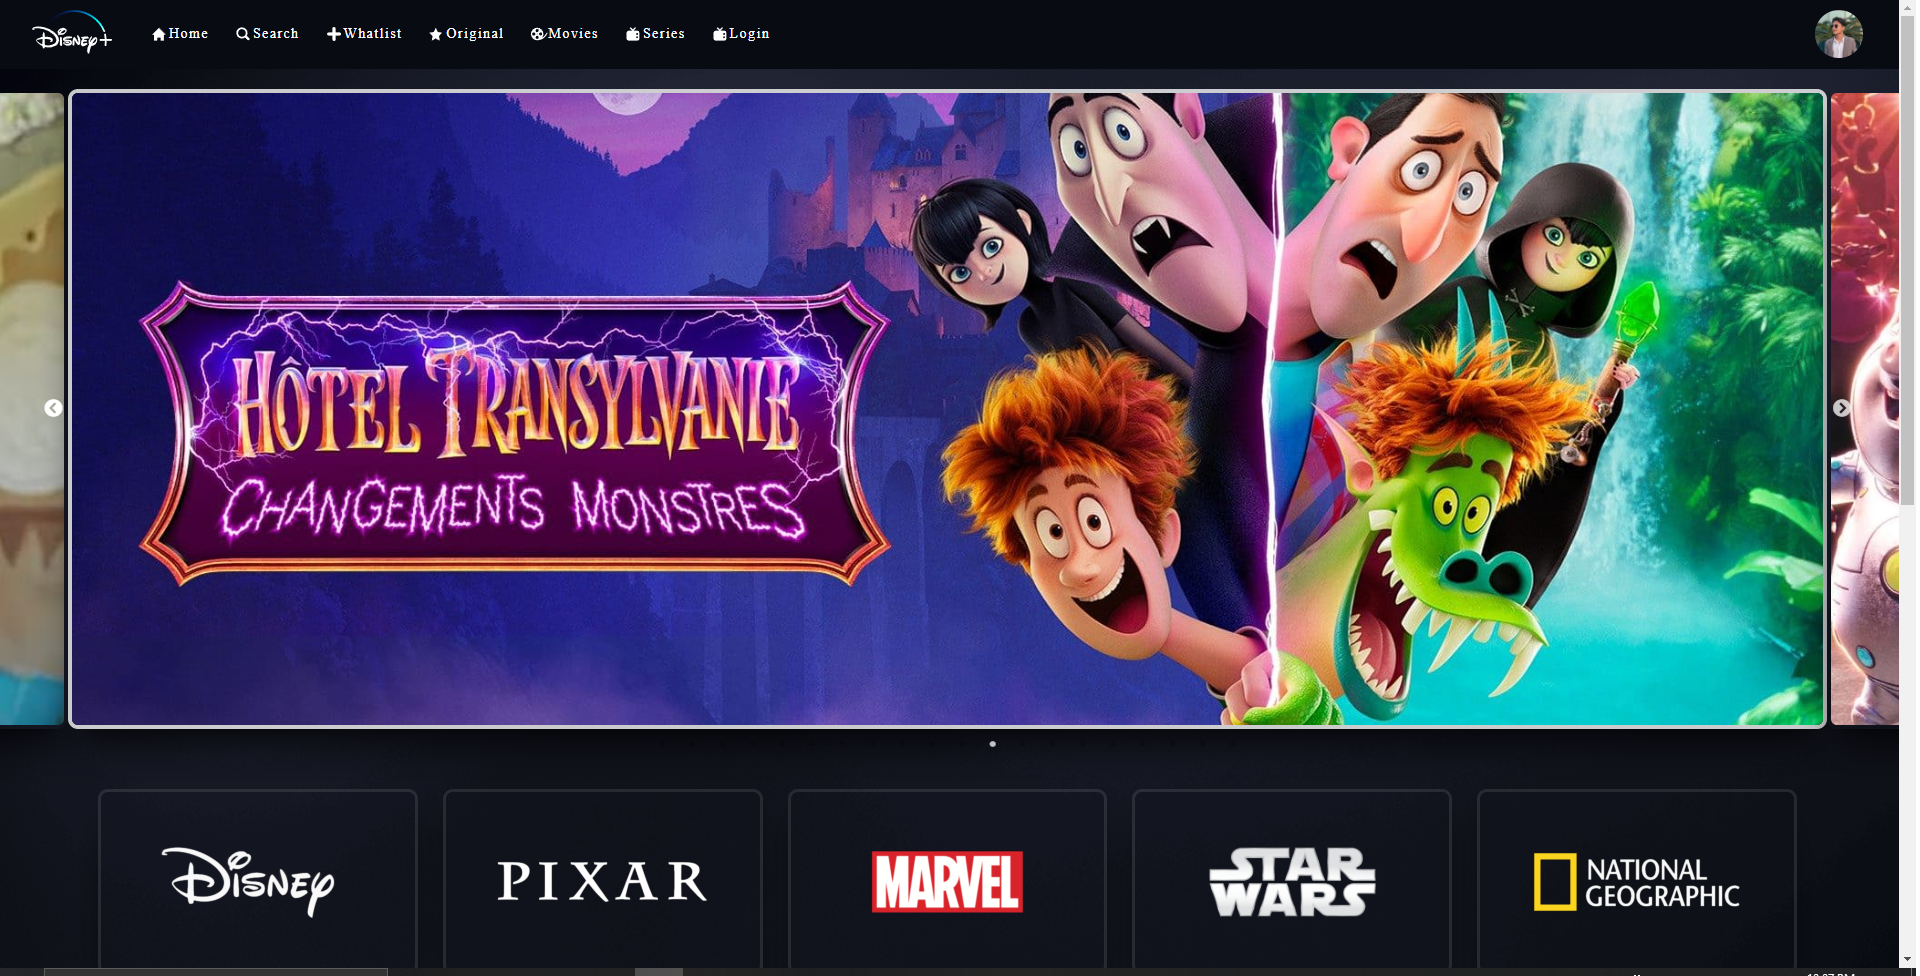 Disney+
Home
Search
Whatlist
Original
Movies
Series
Login
HÔTEL TRANSYLVANIE
CHANGEMENTS MONSTRES
Disney
PIXAR
MARVEL
STAR
WARS
NATIONAL
GEOGRAPHIC